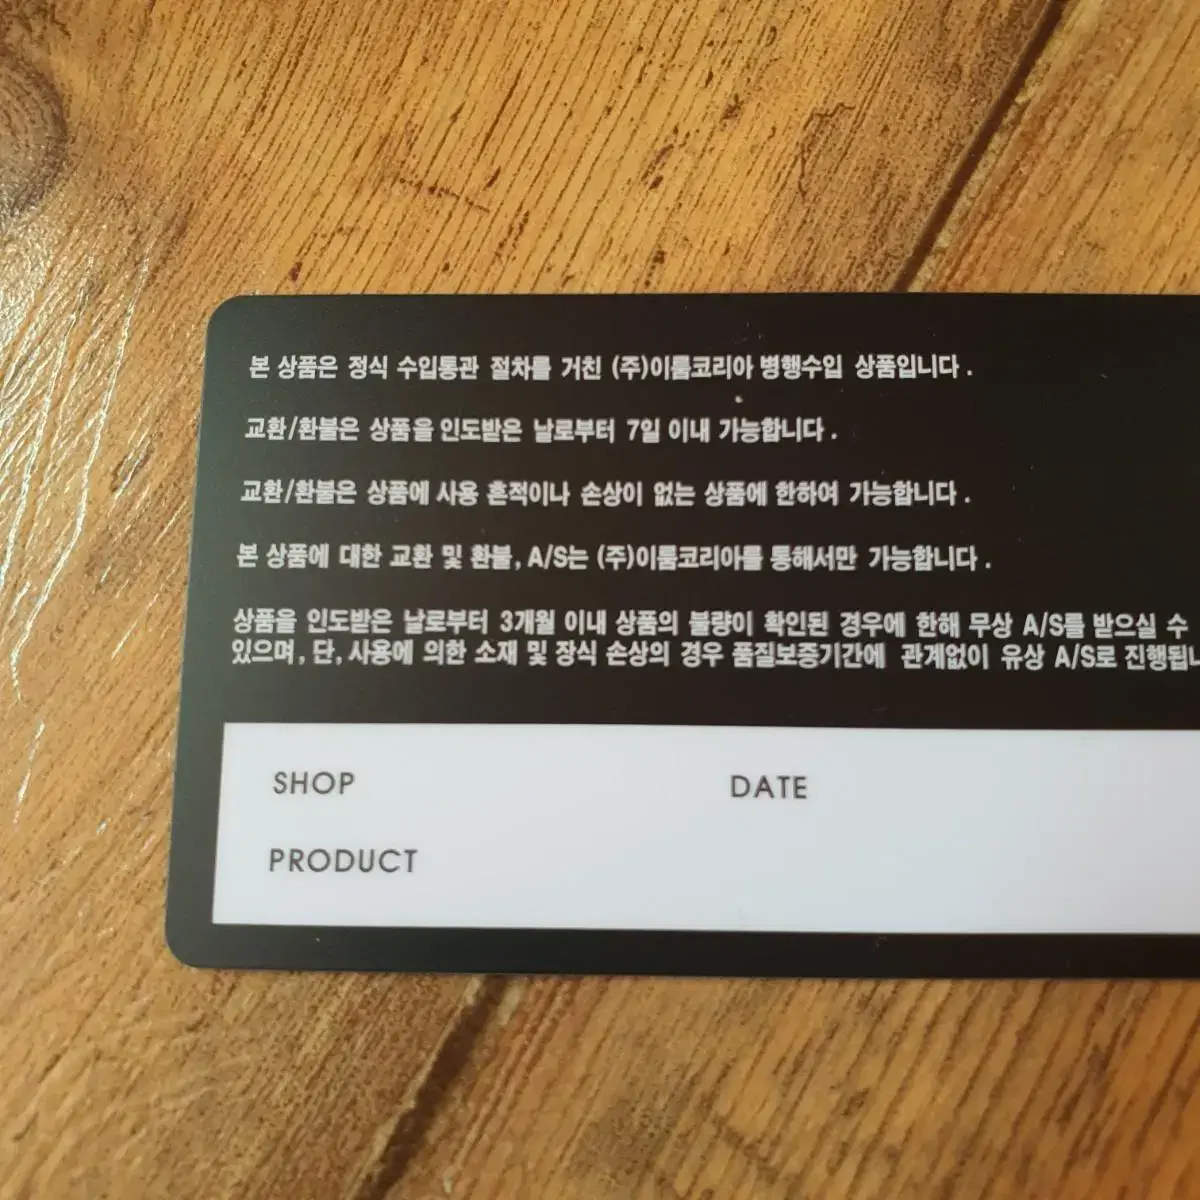 본 상품은 정식 수입통관 절차를 거친 (주)이룸코리아 병행수입 상품입니다.
교환/환불은 상품을 인도받은 날로부터 7일 이내 가능합니다.
교환/환불은 상품에 사용 흔적이나 손상이 없는 상품에 한하여 가능합니다.
본 상품에 대한 교환 및 환불, A/S는 (주)이룸코리아를 통해서만 가능합니다.
상품을 인도받은 날로부터 3개월 이내 상품의 불량이 확인된 경우에 한해 무상 A/S를 받으실 수
있으며, 단, 사용에 의한 소재 및 장식 손상의 경우 품질보증기간에 관계없이 유상 A/S로
SHOP DATE
PRODUCT